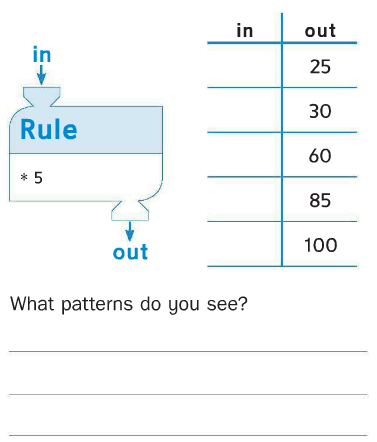 in out
in
25
Rule
30
60
* 5
85
out
100
What patterns do you see?